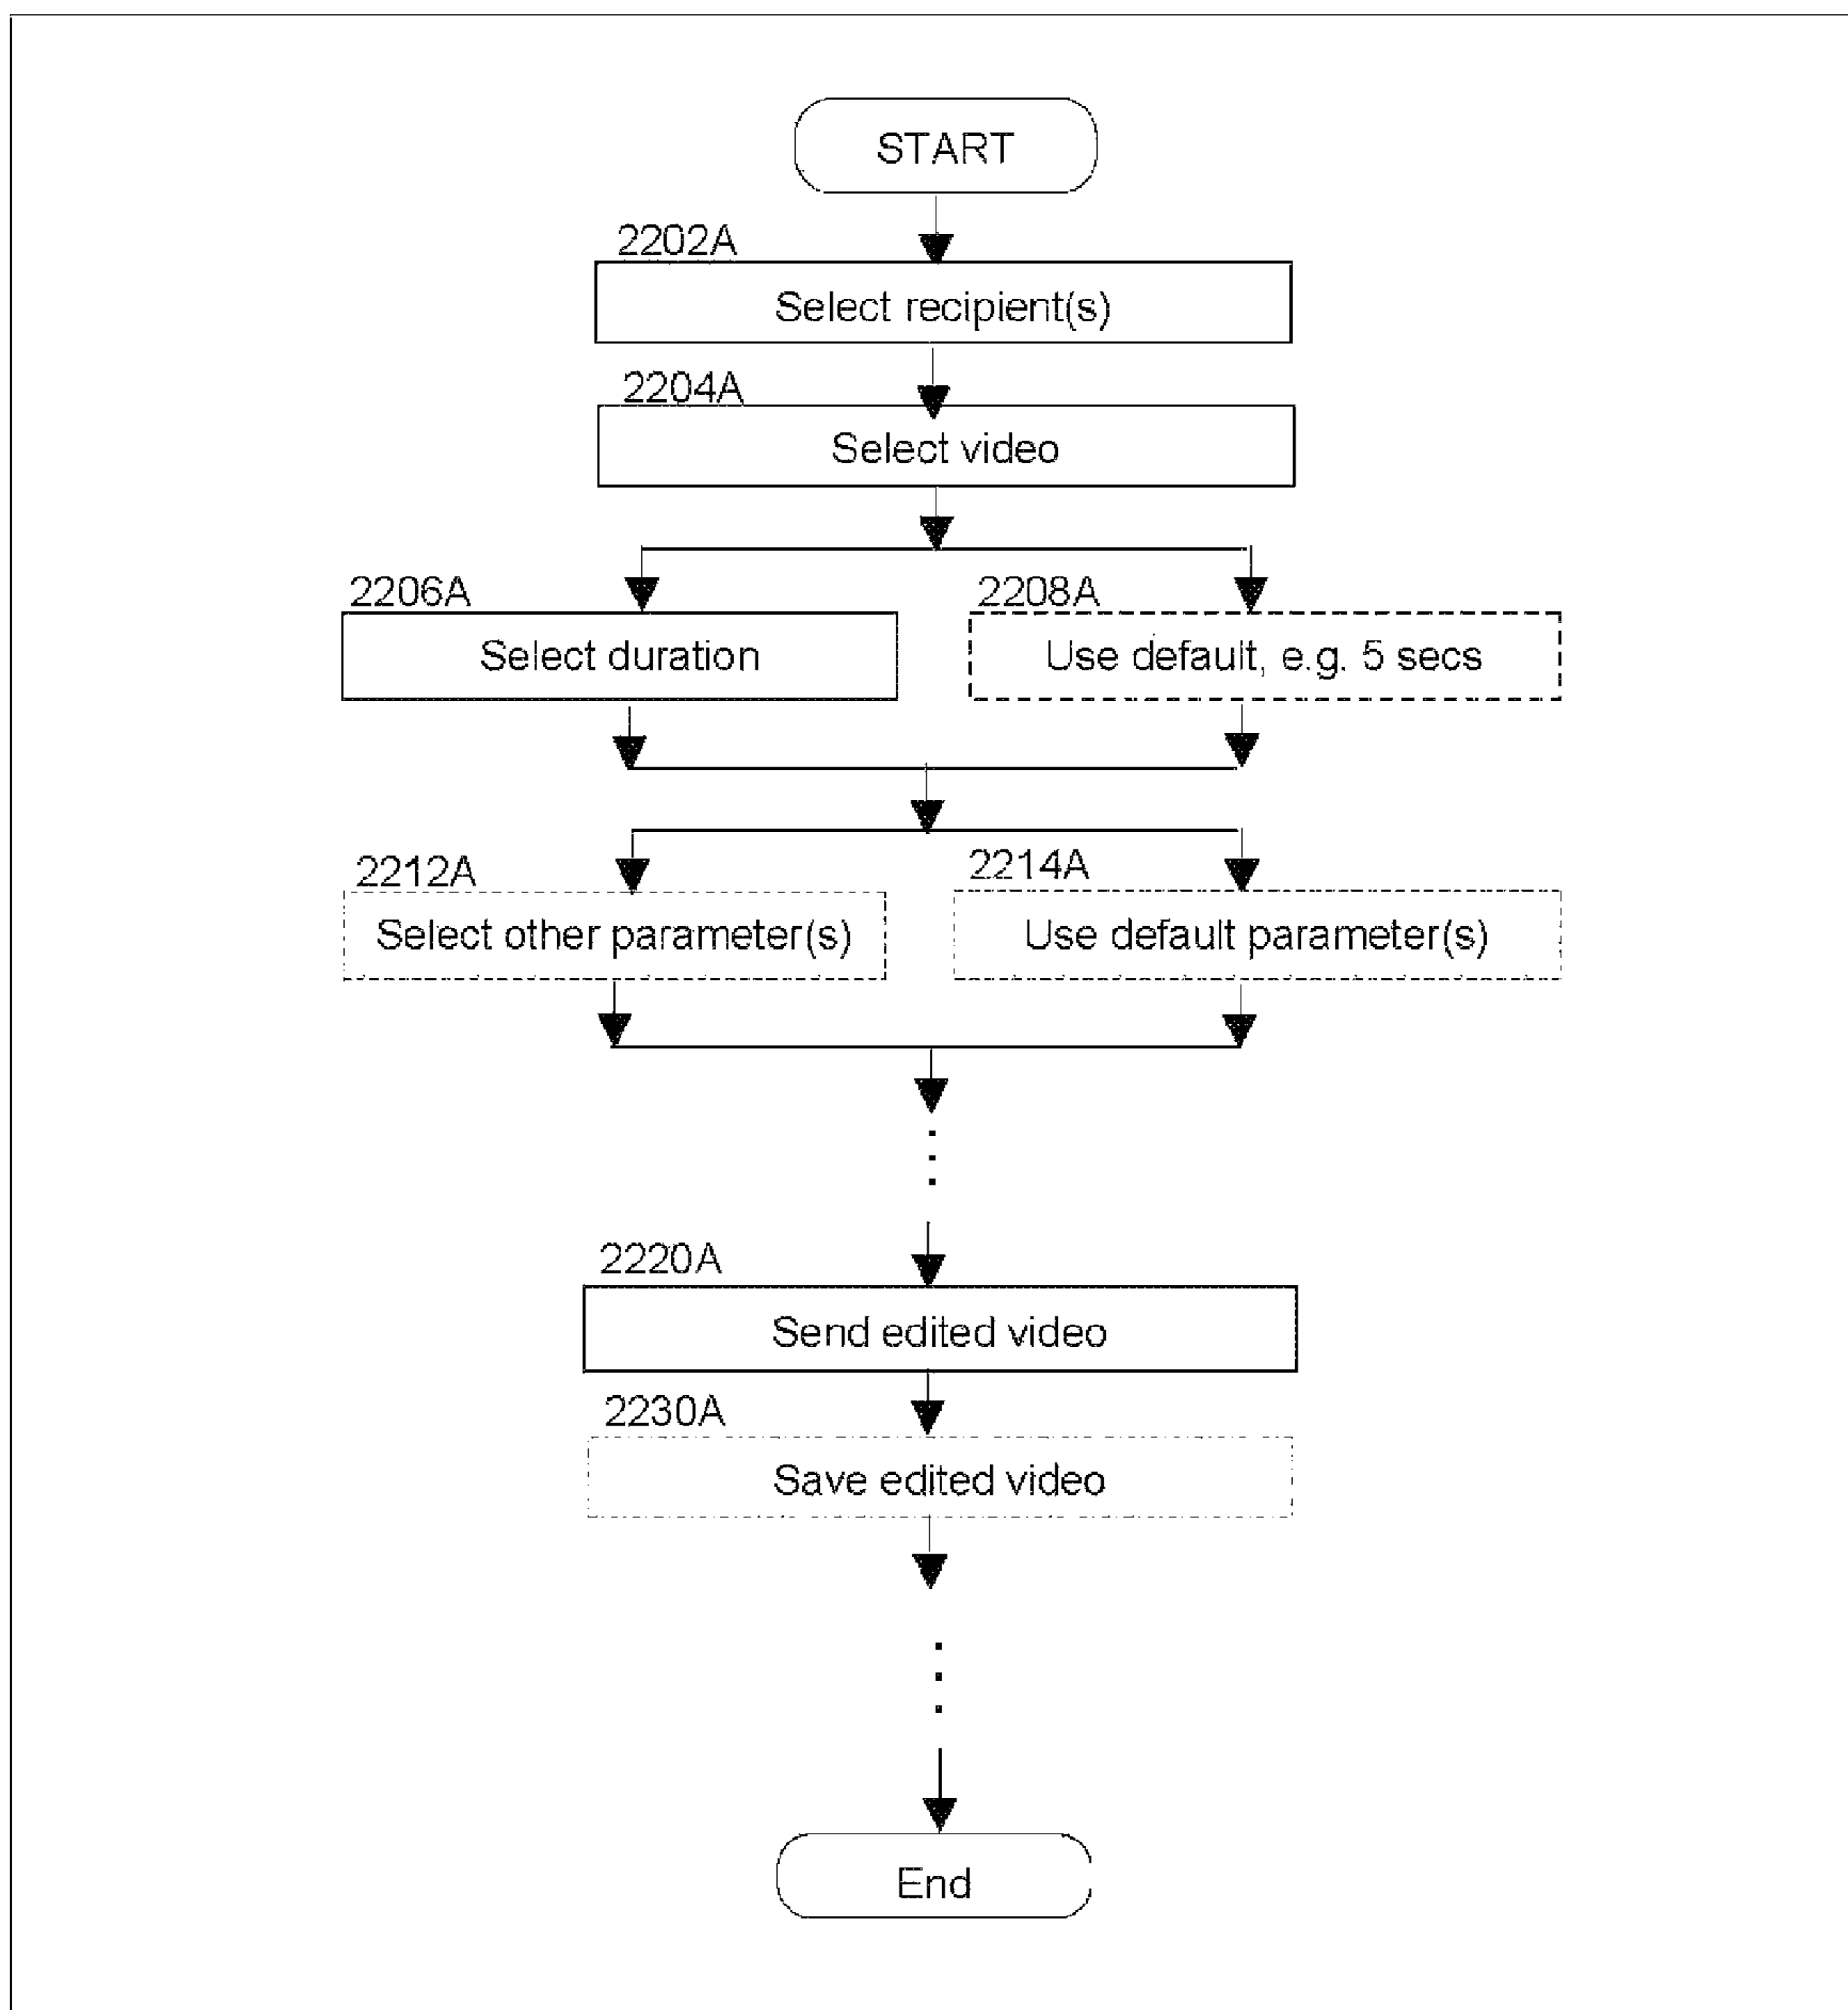 START
2202A
Select recipient(s)
2204A
Select video
2206A
Select duration
2208A
Use default, e.g. 5 secs
2212A
Select other parameter(s)
2214A
Use default parameter(s)
2220A
Send edited video
2230A
Save edited video
End